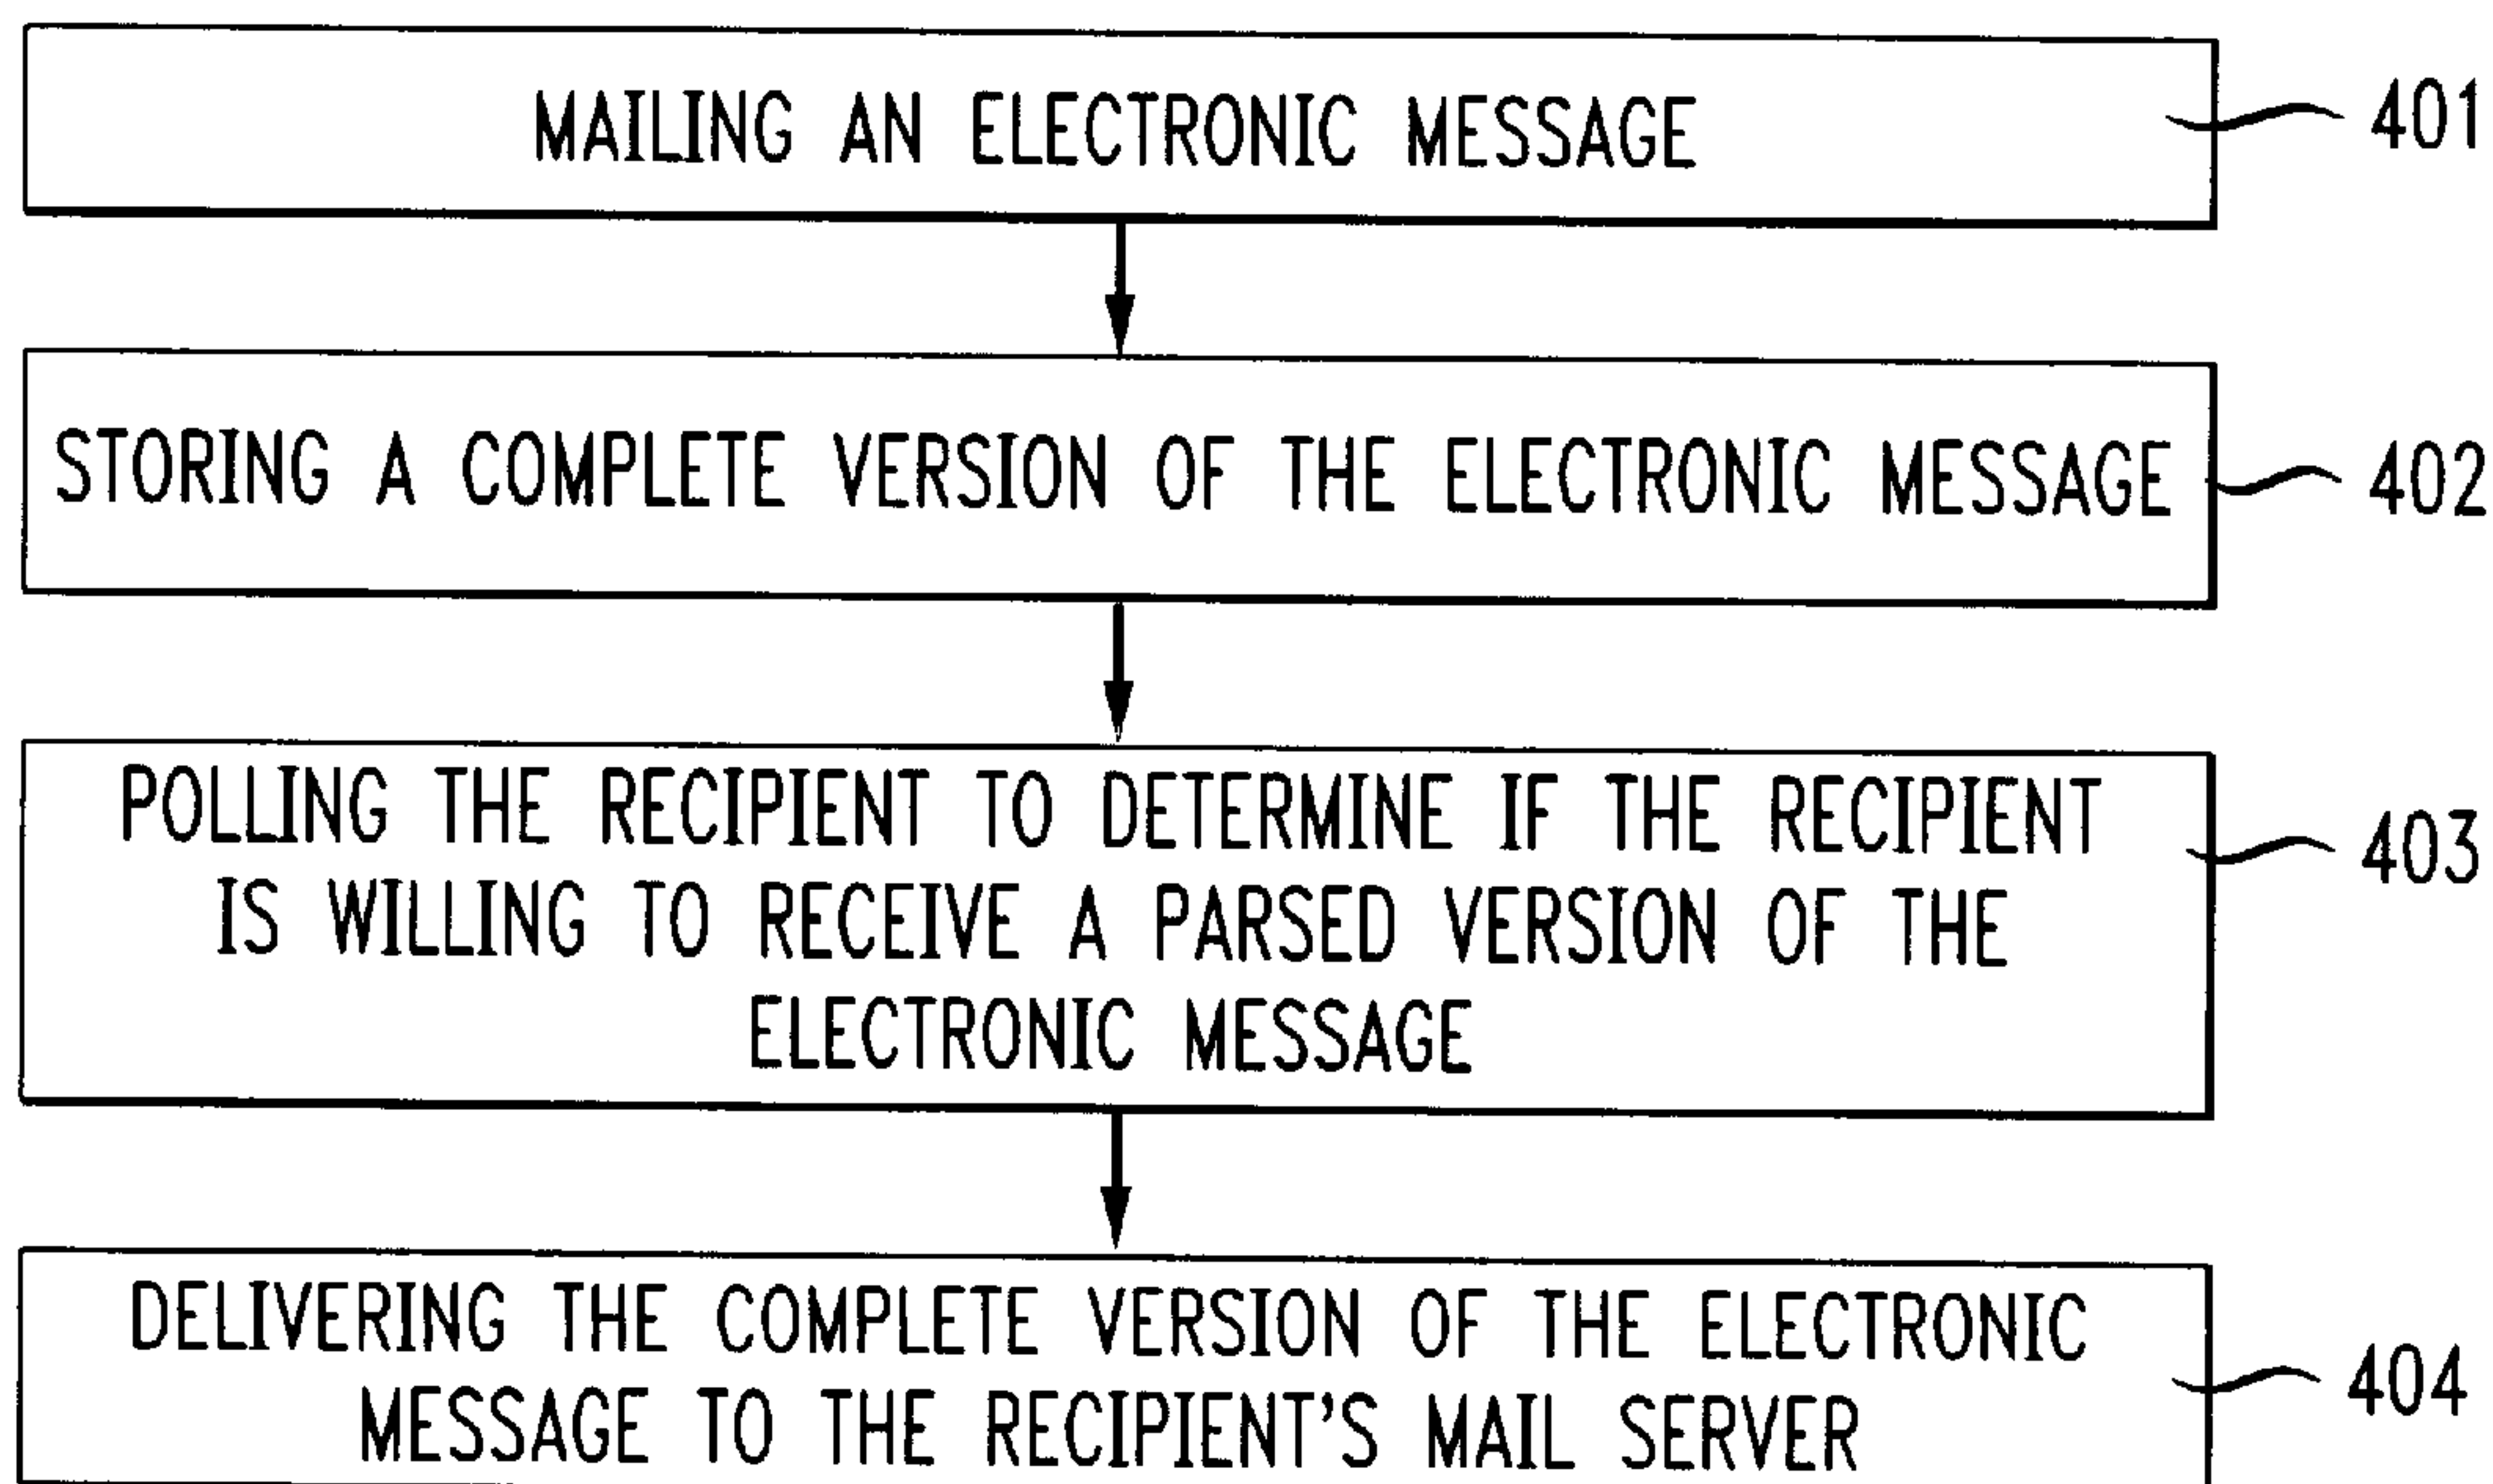 MAILING AN ELECTRONIC MESSAGE
401
STORING A COMPLETE VERSION OF THE ELECTRONIC MESSAGE
402
POLLING THE RECIPIENT TO DETERMINE IF THE RECIPIENT
IS WILLING TO RECEIVE A PARSED VERSION OF THE
ELECTRONIC MESSAGE
403
DELIVERING THE COMPLETE VERSION OF THE ELECTRONIC
MESSAGE TO THE RECIPIENT'S MAIL SERVER
404